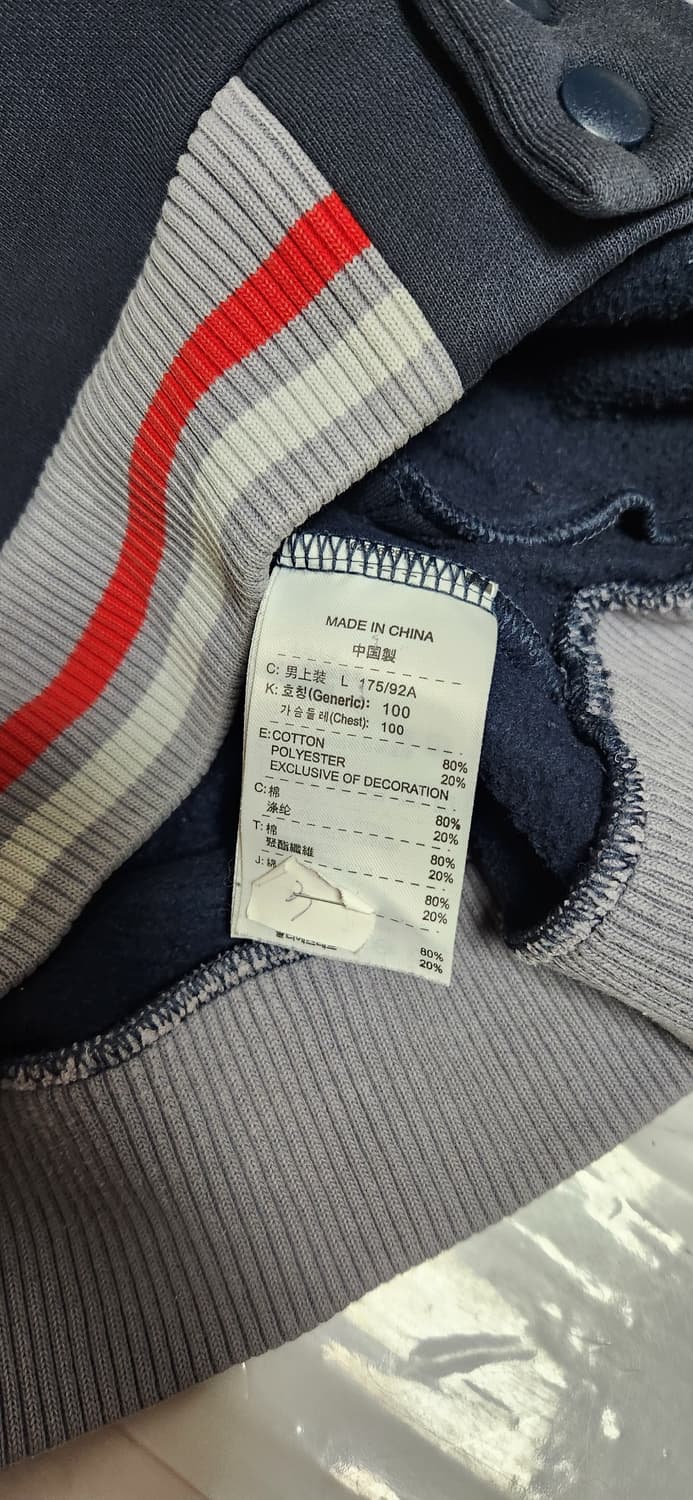 MADE IN CHINA
中国製
C: 男上装 L 175/92A
K: 호칭(Generic): 100
가슴둘레(Chest): 100
E: COTTON 80%
POLYESTER 20%
EXCLUSIVE OF DECORATION
C: 棉 80%
涤纶 20%
T: 棉 80%
聚酯纖維 20%
J: 綿 80%
20%
80%
20%